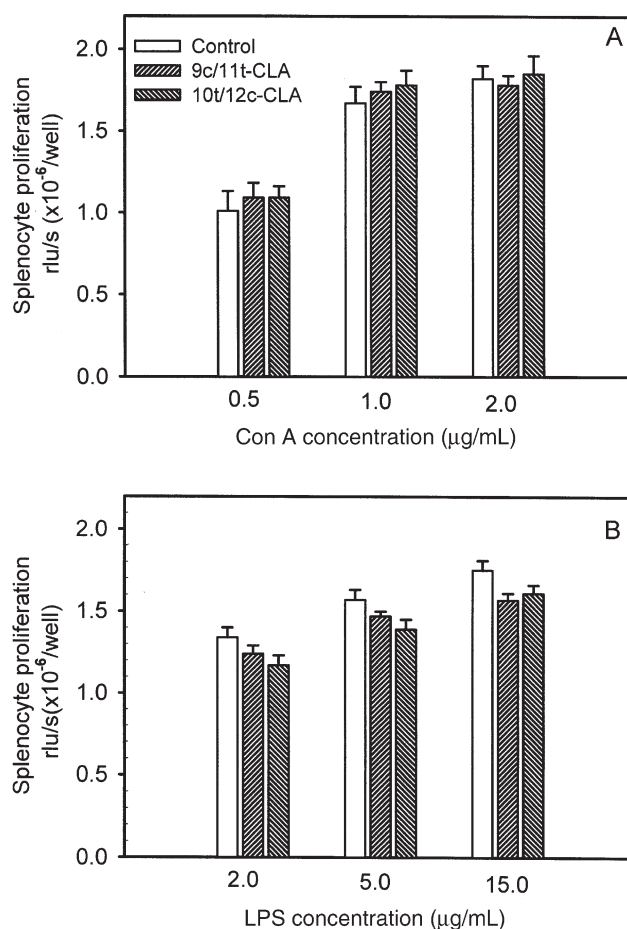 A
Control
9c/11t-CLA
10t/12c-CLA
Splenocyte proliferation
rlu/s (x10⁻⁶/well)
2.0
1.5
1.0
0.5
0.0
0.5 1.0 2.0
Con A concentration (µg/mL)
B
Splenocyte proliferation
rlu/s(x10⁻⁶/well)
2.0
1.5
1.0
0.5
0.0
2.0 5.0 15.0
LPS concentration (µg/mL)